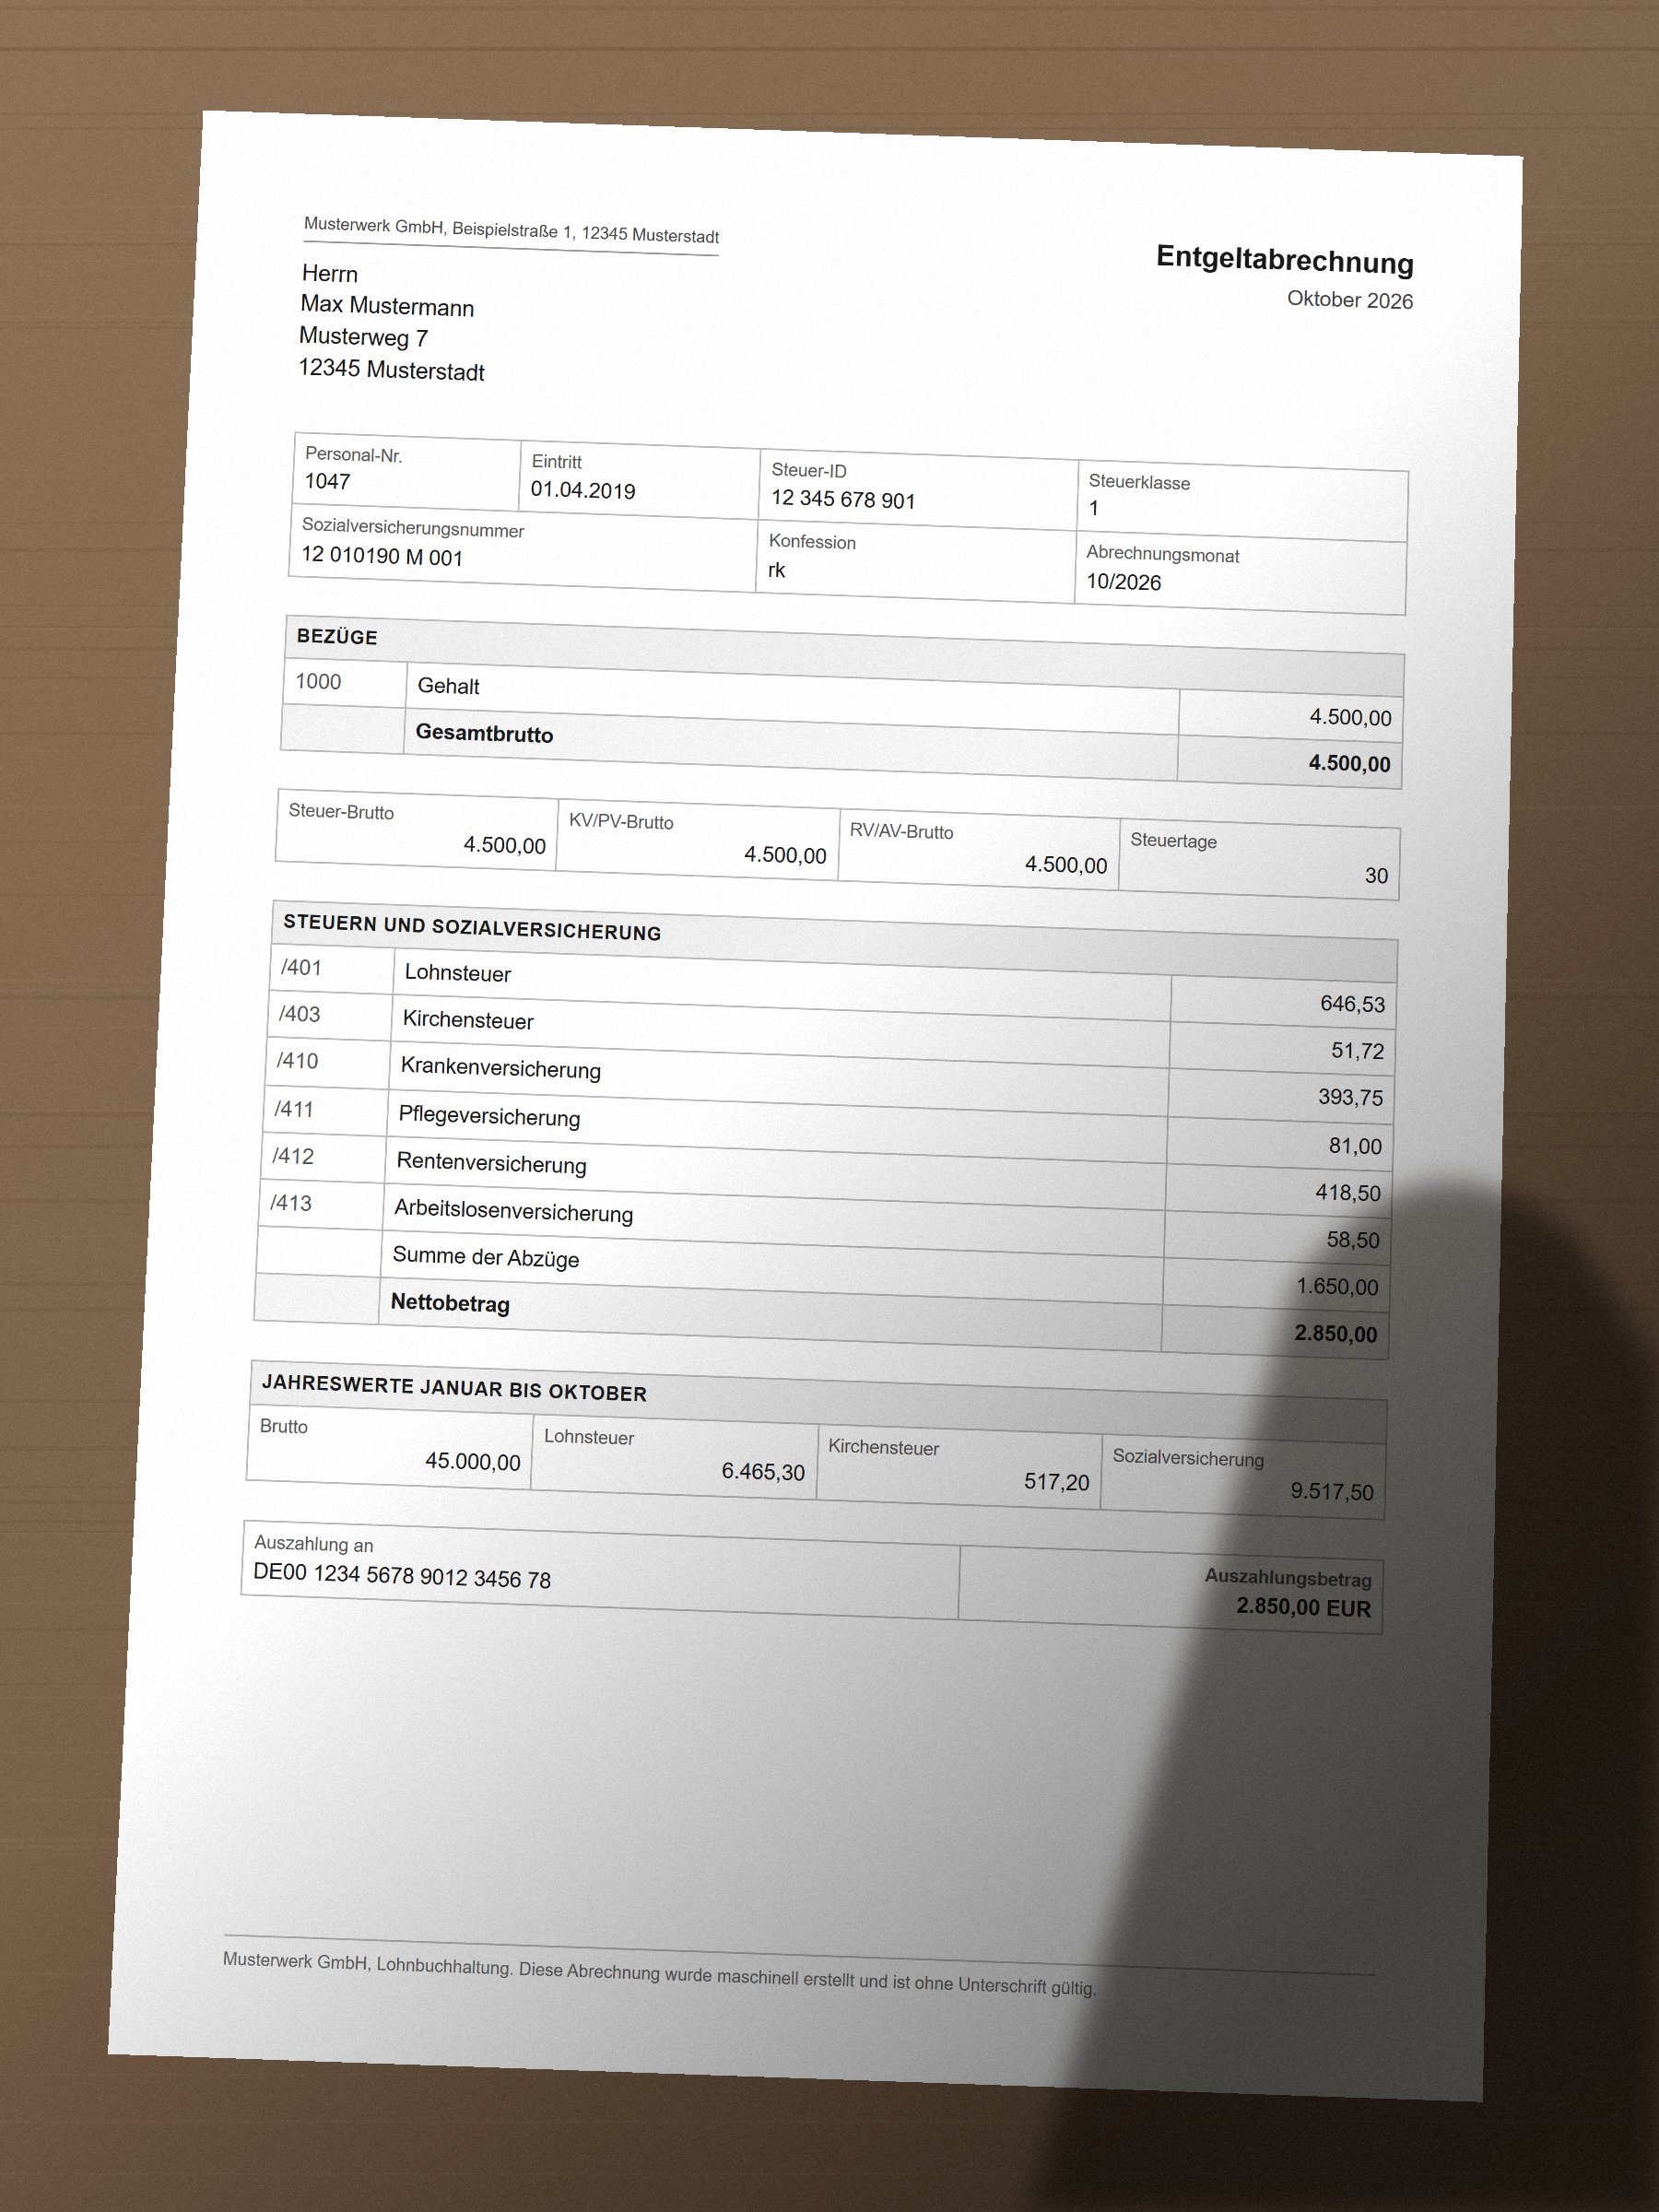 Musterwerk GmbH, Beispielstraße 1, 12345 Musterstadt
Entgeltabrechnung
Oktober 2026
Herrn
Max Mustermann
Musterweg 7
12345 Musterstadt
Personal-Nr. Eintritt Steuer-ID Steuerklasse
1047 01.04.2019 12 345 678 901 1
Sozialversicherungsnummer Konfession Abrechnungsmonat
12 010190 M 001 rk 10/2026
BEZÜGE
1000 Gehalt 4.500,00
Gesamtbrutto 4.500,00
Steuer-Brutto KV/PV-Brutto RV/AV-Brutto Steuertage
4.500,00 4.500,00 4.500,00 30
STEUERN UND SOZIALVERSICHERUNG
/401 Lohnsteuer 646,53
/403 Kirchensteuer 51,72
/410 Krankenversicherung 393,75
/411 Pflegeversicherung 81,00
/412 Rentenversicherung 418,50
/413 Arbeitslosenversicherung 58,50
Summe der Abzüge 1.650,00
Nettobetrag 2.850,00
JAHRESWERTE JANUAR BIS OKTOBER
Brutto Lohnsteuer Kirchensteuer Sozialversicherung
45.000,00 6.465,30 517,20 9.517,50
Auszahlung an Auszahlungsbetrag
DE00 1234 5678 9012 3456 78 2.850,00 EUR
Musterwerk GmbH, Lohnbuchhaltung. Diese Abrechnung wurde maschinell erstellt und ist ohne Unterschrift gültig.